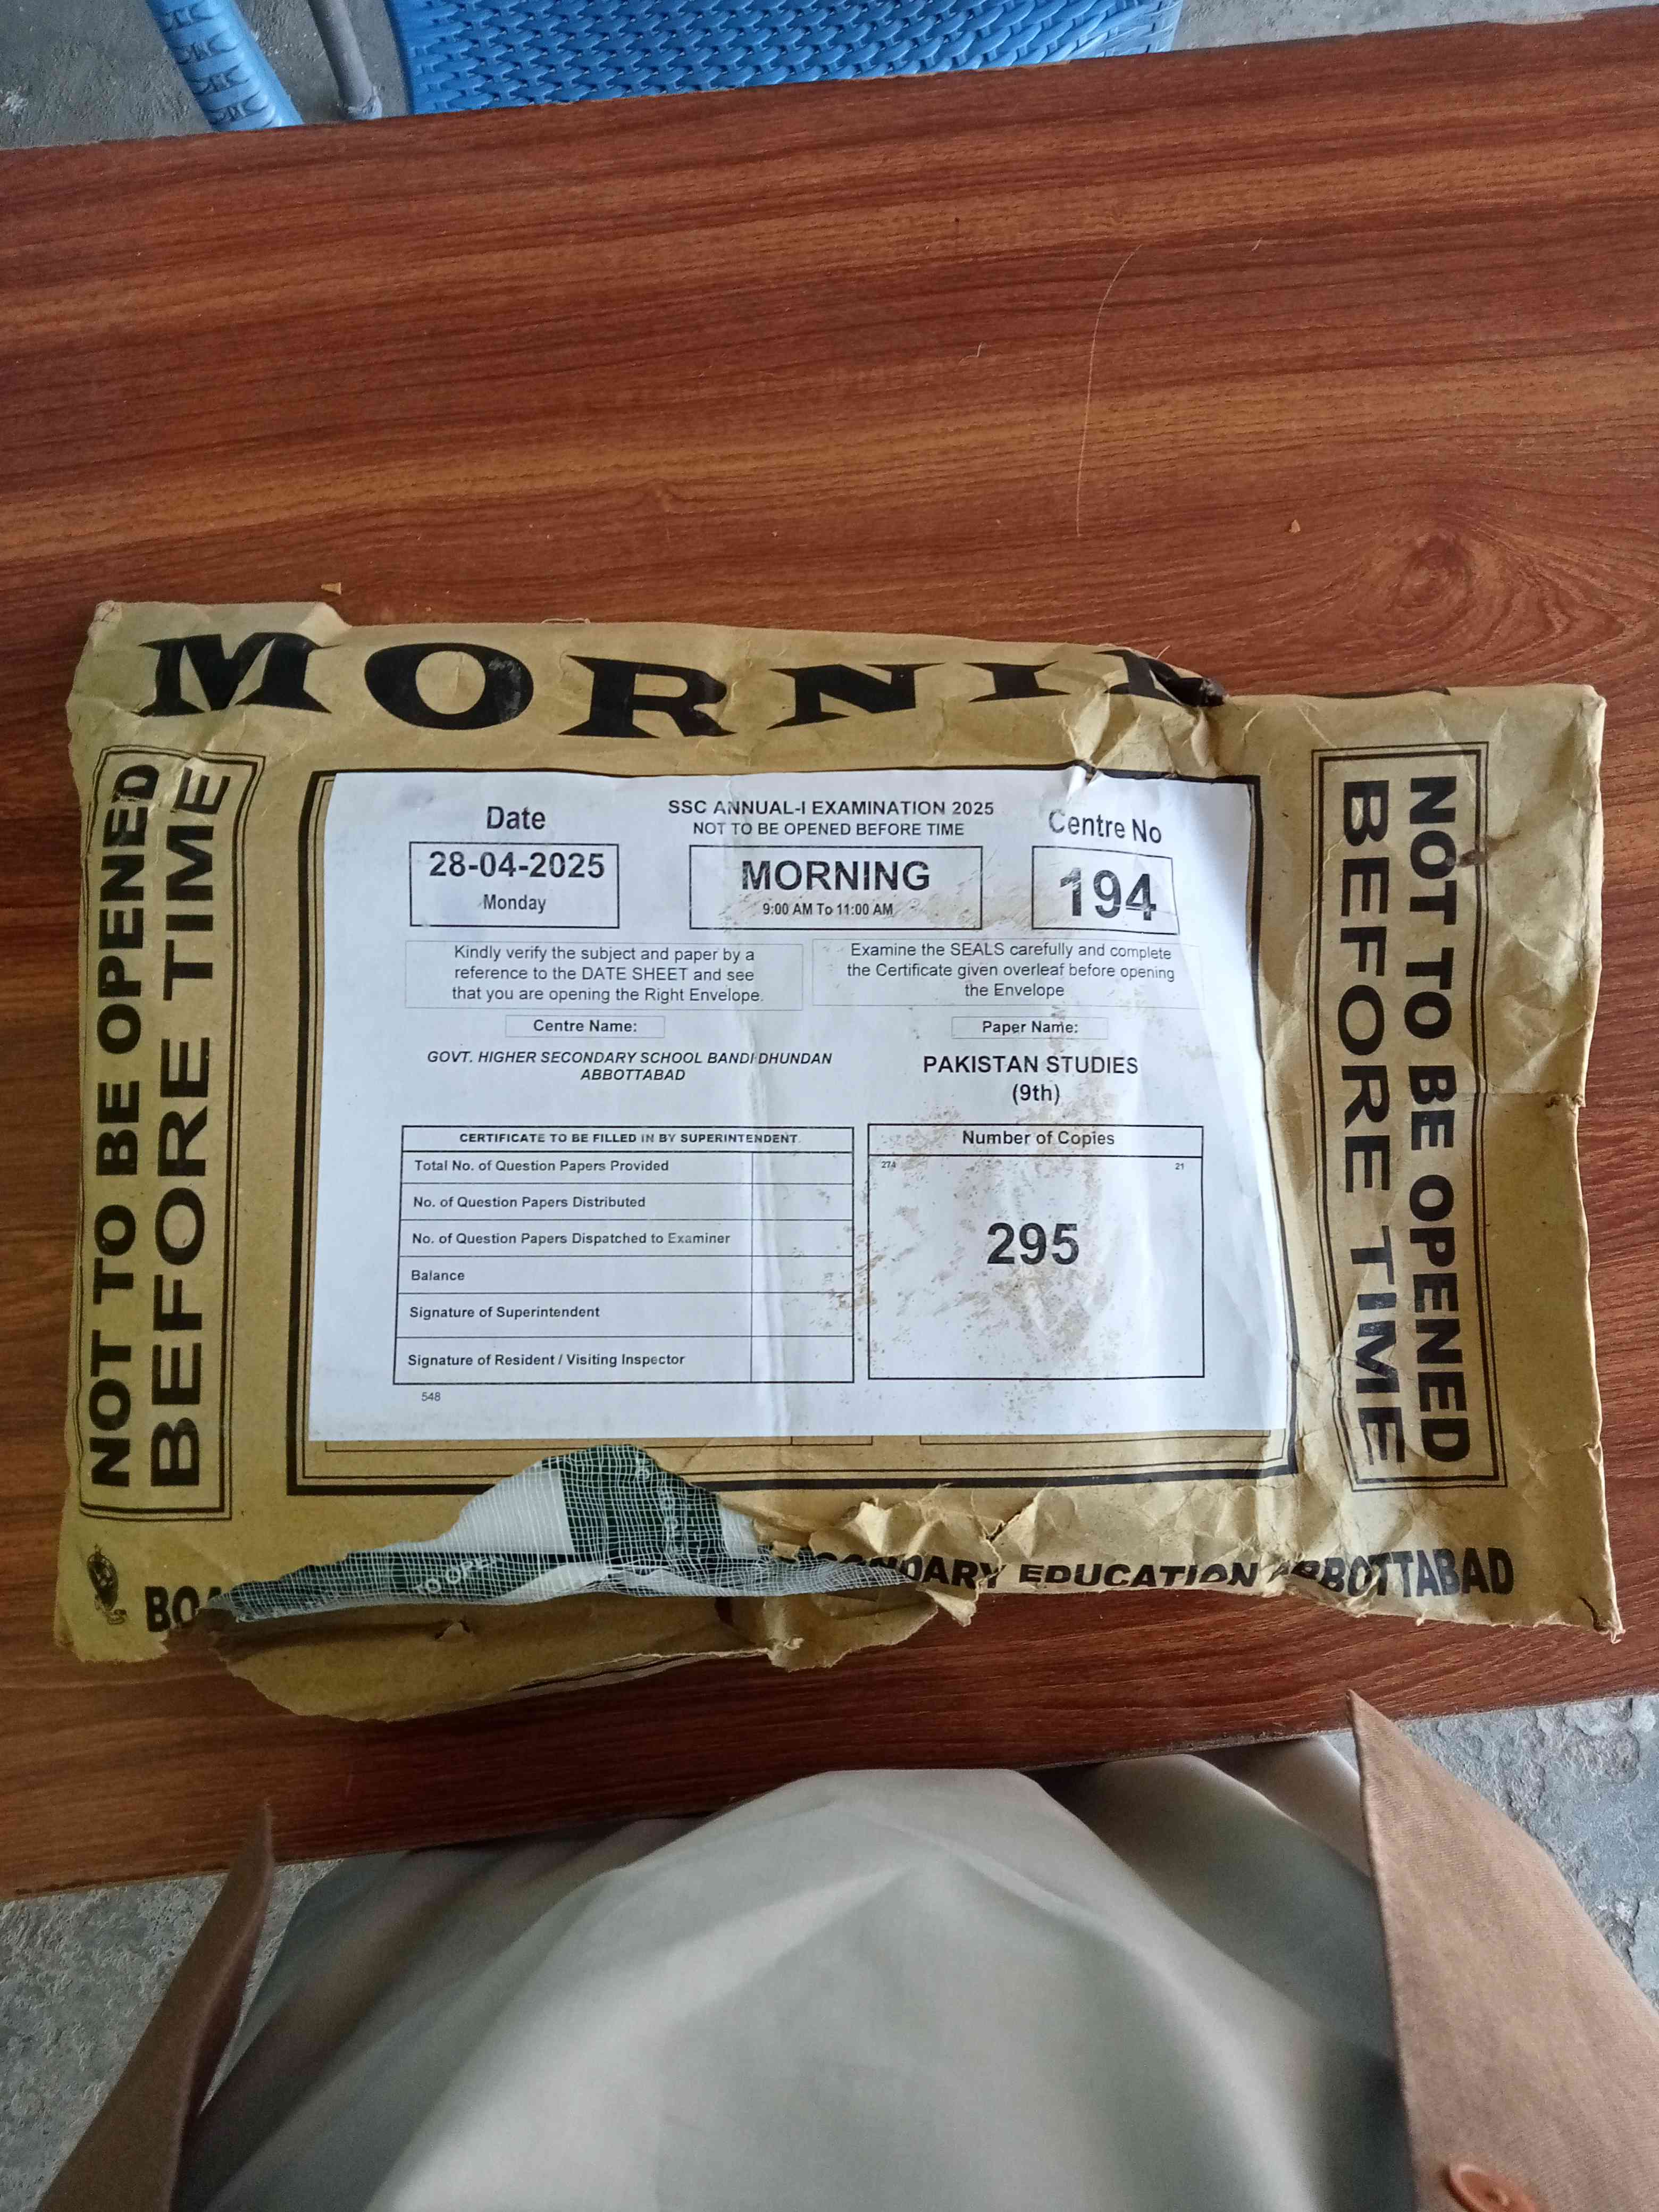 MORNI
NOT TO BE OPENED
BEFORE TIME
Date
28-04-2025
Monday
SSC ANNUAL-I EXAMINATION 2025
NOT TO BE OPENED BEFORE TIME
MORNING
9:00 AM To 11:00 AM
Centre No
194
Kindly verify the subject and paper by a
reference to the DATE SHEET and see
that you are opening the Right Envelope.
Examine the SEALS carefully and complete
the Certificate given overleaf before opening
the Envelope
Centre Name:
GOVT. HIGHER SECONDARY SCHOOL BANDI DHUNDAN
ABBOTTABAD
Paper Name:
PAKISTAN STUDIES
(9th)
CERTIFICATE TO BE FILLED IN BY SUPERINTENDENT
Total No. of Question Papers Provided
No. of Question Papers Distributed
No. of Question Papers Dispatched to Examiner
Balance
Signature of Superintendent
Signature of Resident / Visiting Inspector
548
Number of Copies
274 21
295
NOT TO BE OPENED
BEFORE TIME
TO OPEN
EDUCATION ABBOTTABAD